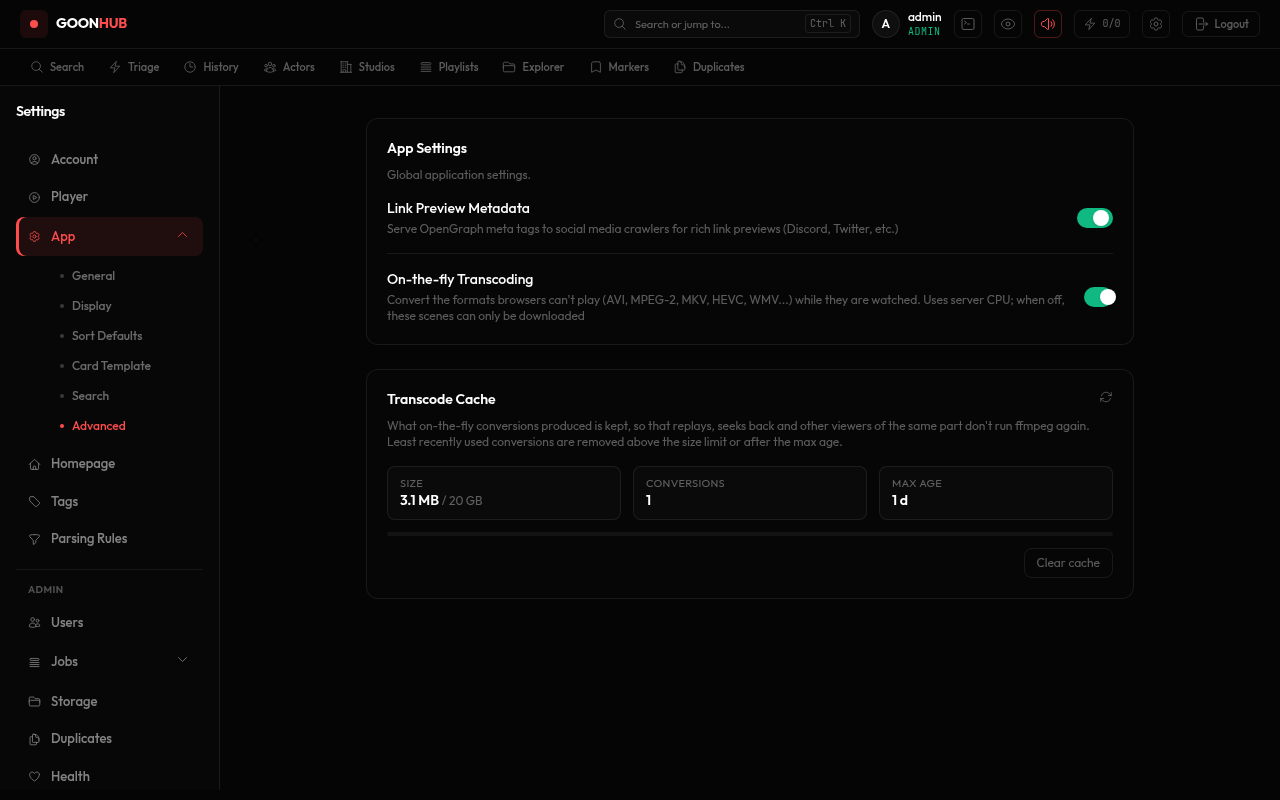 GOONHUB
Search or jump to...
Ctrl K
A
admin
ADMIN
0/0
Logout
Search
Triage
History
Actors
Studios
Playlists
Explorer
Markers
Duplicates
Settings
Account
Player
App
General
Display
Sort Defaults
Card Template
Search
Advanced
Homepage
Tags
Parsing Rules
ADMIN
Users
Jobs
Storage
Duplicates
Health
App Settings
Global application settings.
Link Preview Metadata
Serve OpenGraph meta tags to social media crawlers for rich link previews (Discord, Twitter, etc.)
On-the-fly Transcoding
Convert the formats browsers can't play (AVI, MPEG-2, MKV, HEVC, WMV...) while they are watched. Uses server CPU; when off,
these scenes can only be downloaded
Transcode Cache
What on-the-fly conversions produced is kept, so that replays, seeks back and other viewers of the same part don't run ffmpeg again.
Least recently used conversions are removed above the size limit or after the max age.
SIZE
3.1 MB / 20 GB
CONVERSIONS
1
MAX AGE
1 d
Clear cache